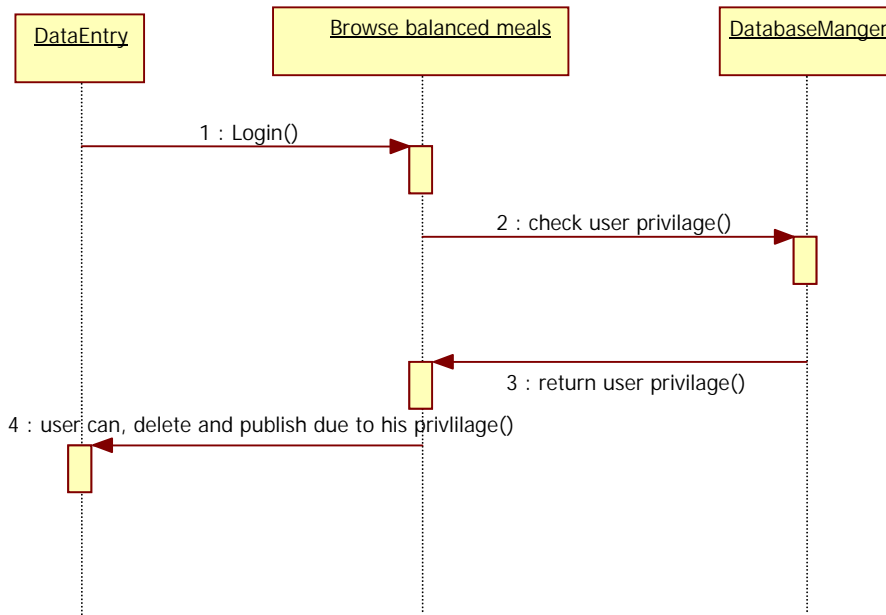 DataEntry
Browse balanced meals
DatabaseManger
1 : Login()
2 : check user privilage()
3 : return user privilage()
4 : user can, delete and publish due to his privlilage()